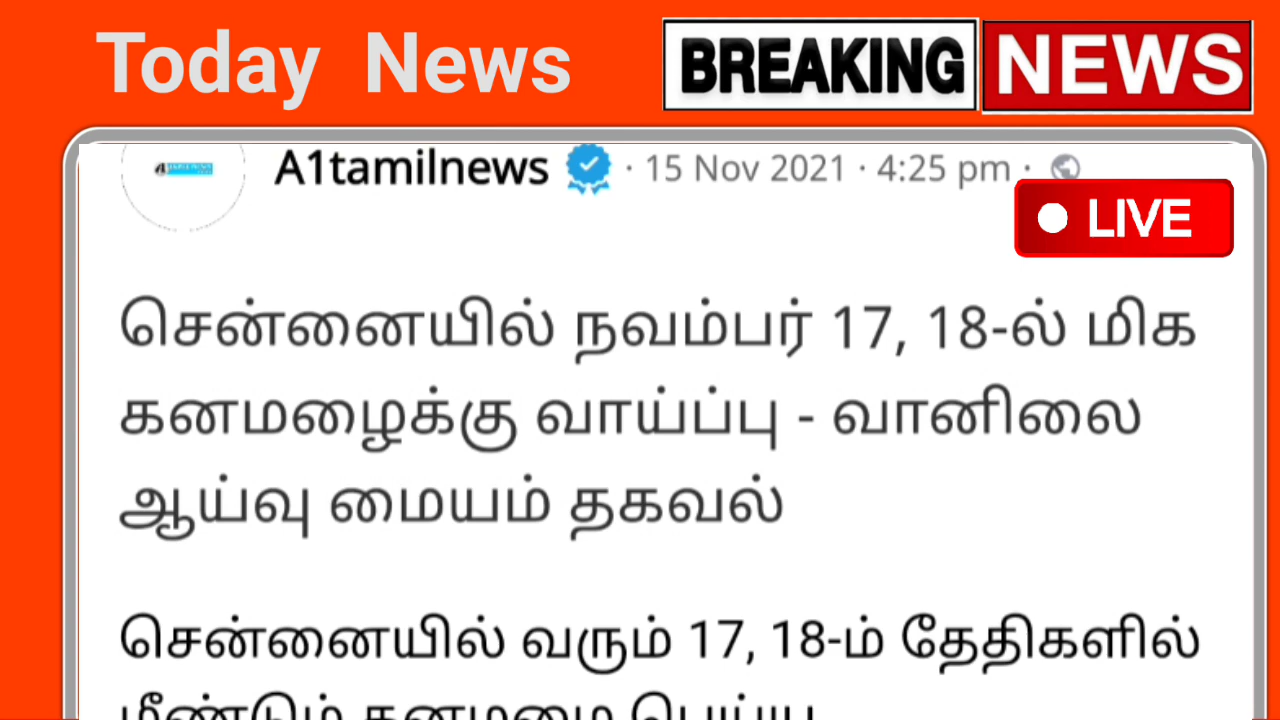 Today News
BREAKING NEWS
A1tamilnews · 15 Nov 2021 · 4:25 pm ·
LIVE
சென்னையில் நவம்பர் 17, 18-ல் மிக
கனமழைக்கு வாய்ப்பு - வானிலை
ஆய்வு மையம் தகவல்
சென்னையில் வரும் 17, 18-ம் தேதிகளில்
மீண்டும் கனமழை பெய்ய